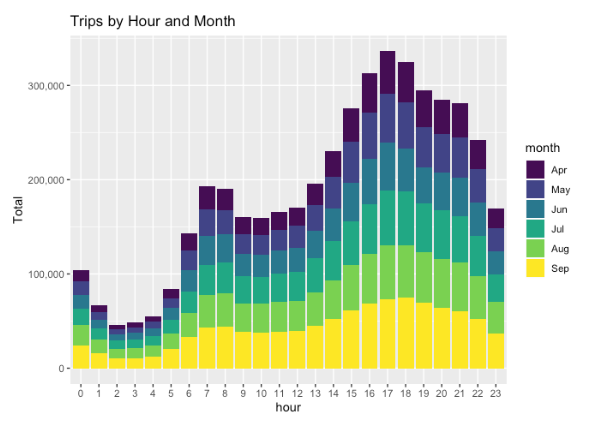 Trips by Hour and Month
Total
300,000
200,000
100,000
0
0 1 2 3 4 5 6 7 8 9 10 11 12 13 14 15 16 17 18 19 20 21 22 23
hour
month
Apr
May
Jun
Jul
Aug
Sep